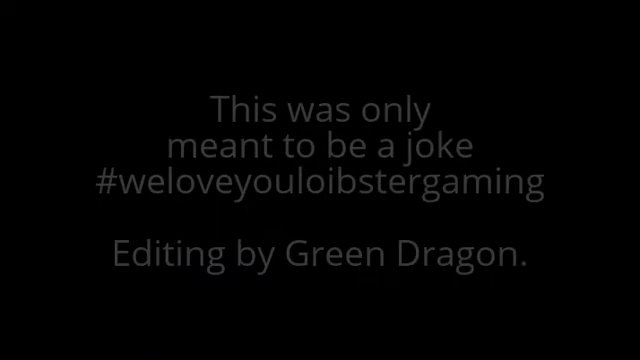 This was only
meant to be a joke
#weloveyouloibstergaming
Editing by Green Dragon.